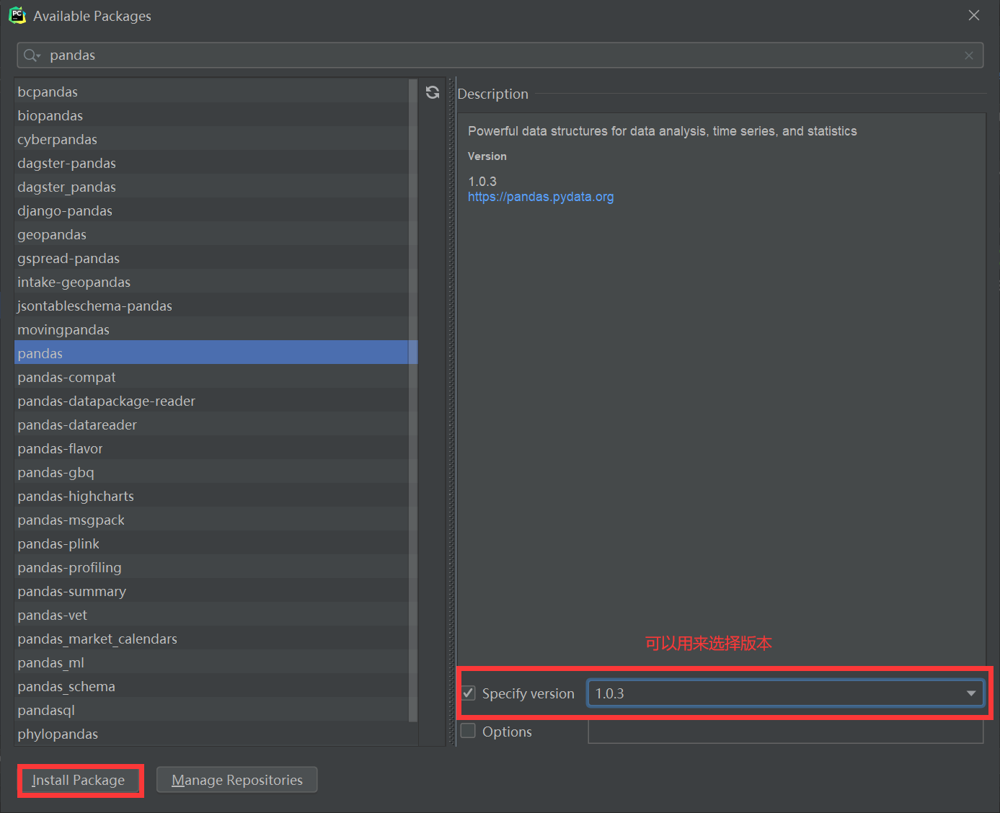 PC
Available Packages
pandas
bcpandas
biopandas
cyberpandas
dagster-pandas
dagster_pandas
django-pandas
geopandas
gspread-pandas
intake-geopandas
jsontableschema-pandas
movingpandas
pandas
pandas-compat
pandas-datapackage-reader
pandas-datareader
pandas-flavor
pandas-gbq
pandas-highcharts
pandas-msgpack
pandas-plink
pandas-profiling
pandas-summary
pandas-vet
pandas_market_calendars
pandas_ml
pandas_schema
pandasql
phylopandas
Description
Powerful data structures for data analysis, time series, and statistics
Version
1.0.3
https://pandas.pydata.org
可以用来选择版本
Specify version 1.0.3
Options
Install Package Manage Repositories